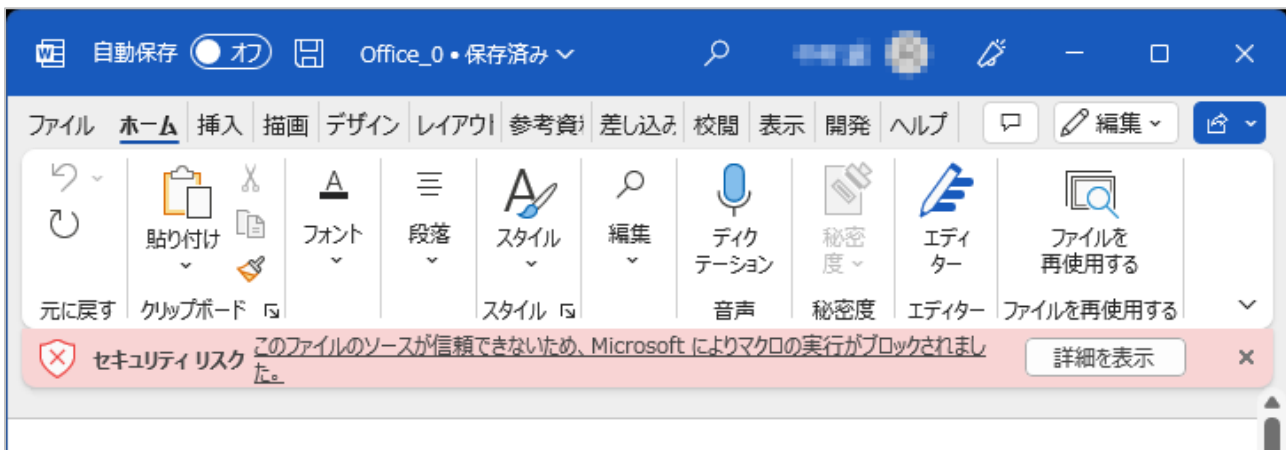 自動保存 オフ Office_0 • 保存済み
ファイル ホーム 挿入 描画 デザイン レイアウ 参考資 差し込み 校閲 表示 開発 ヘルプ 編集
貼り付け フォント 段落 スタイル 編集 ディク
テーション 秘密
度 エディ
ター ファイルを
再使用する
元に戻す クリップボード スタイル 音声 秘密度 エディター ファイルを再使用する
セキュリティ リスク このファイルのソースが信頼できないため、Microsoft によりマクロの実行がブロックされまし
た。 詳細を表示